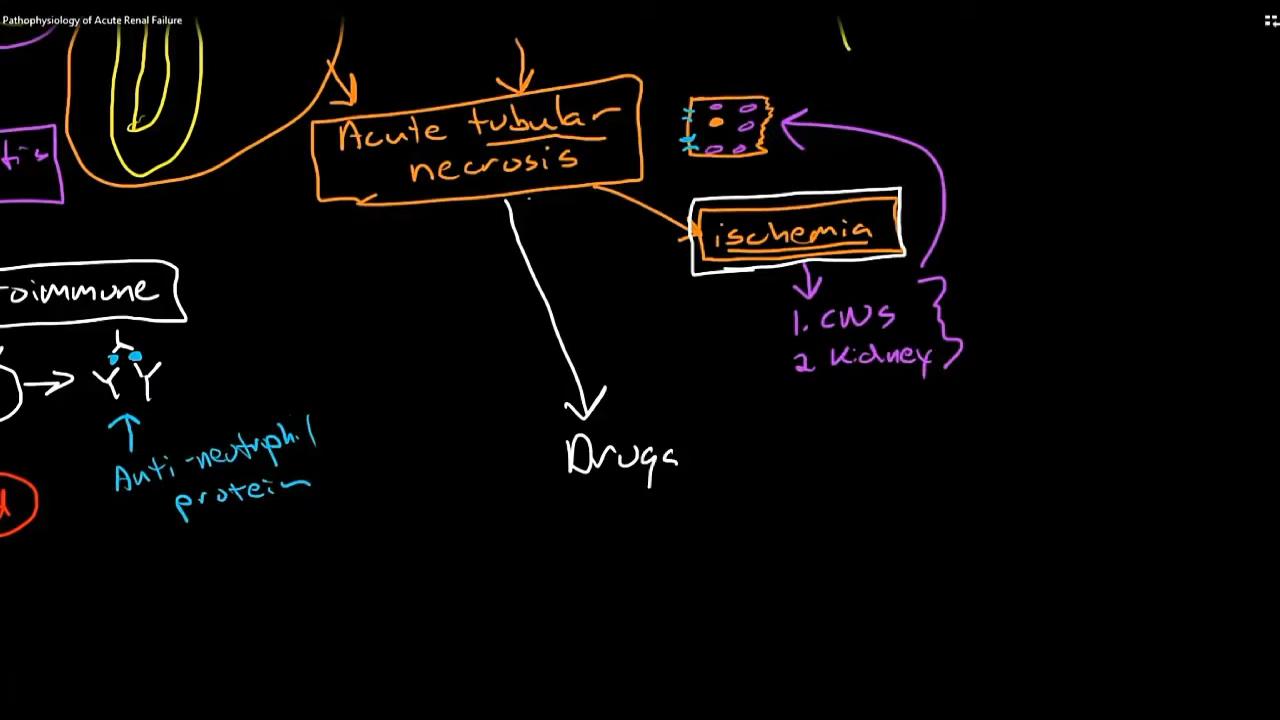 Pathophysiology of Acute Renal Failure
Acute tubular
necrosis
ischemia
1. CNS
2. Kidney
toimmune
Anti-neutrophil
protein
Drugs